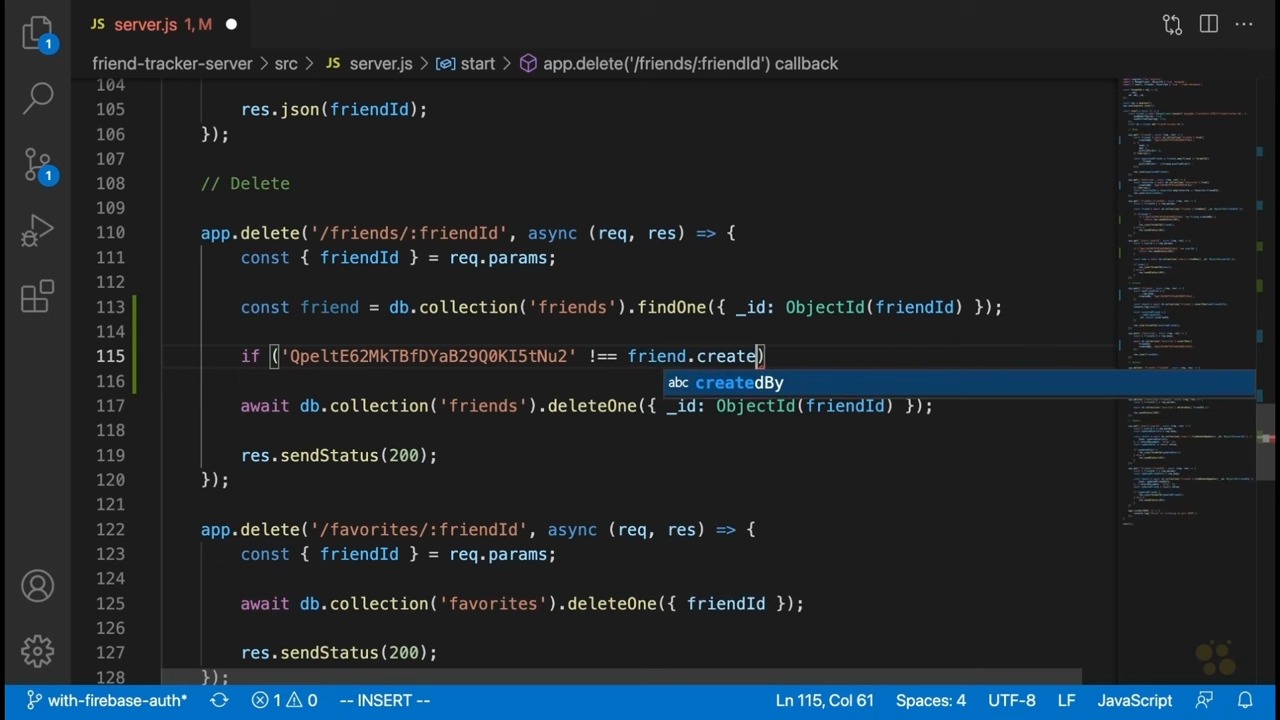 JS server.js 1, M
friend-tracker-server > src > JS server.js > start > app.delete('/friends/:friendId') callback
104
105 res.json(friendId);
106 });
107
108 // Delete
109
110 app.delete('/friends/:friendId', async (req, res) => {
111 const { friendId } = req.params;
112
113 const friend = db.collection('friends').findOne({ _id: ObjectId(friendId) });
114
115 if ('QpeltE62MkTBfDYzoY9Q0KI5tNu2' !== friend.create)
createdBy
116
117 await db.collection('friends').deleteOne({ _id: ObjectId(friendId) });
118
119 res.sendStatus(200);
120 });
121
122 app.delete('/favorites/:friendId', async (req, res) => {
123 const { friendId } = req.params;
124
125 await db.collection('favorites').deleteOne({ friendId });
126
127 res.sendStatus(200);
128 });
1
1
abc
with-firebase-auth* 1 0 -- INSERT -- Ln 115, Col 61 Spaces: 4 UTF-8 LF JavaScript